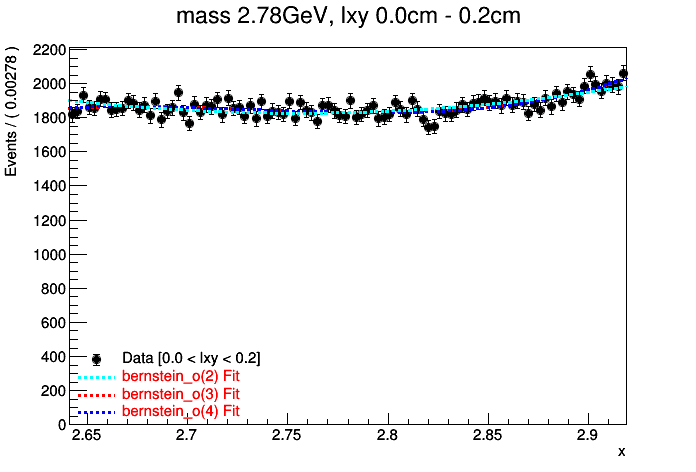 mass 2.78GeV, lxy 0.0cm - 0.2cm
Events / ( 0.00278 )
2200
2000
1800
1600
1400
1200
1000
800
600
400
200
0
Data [0.0 < lxy < 0.2]
bernstein_o(2) Fit
bernstein_o(3) Fit
bernstein_o(4) Fit
2.65 2.7 2.75 2.8 2.85 2.9
x